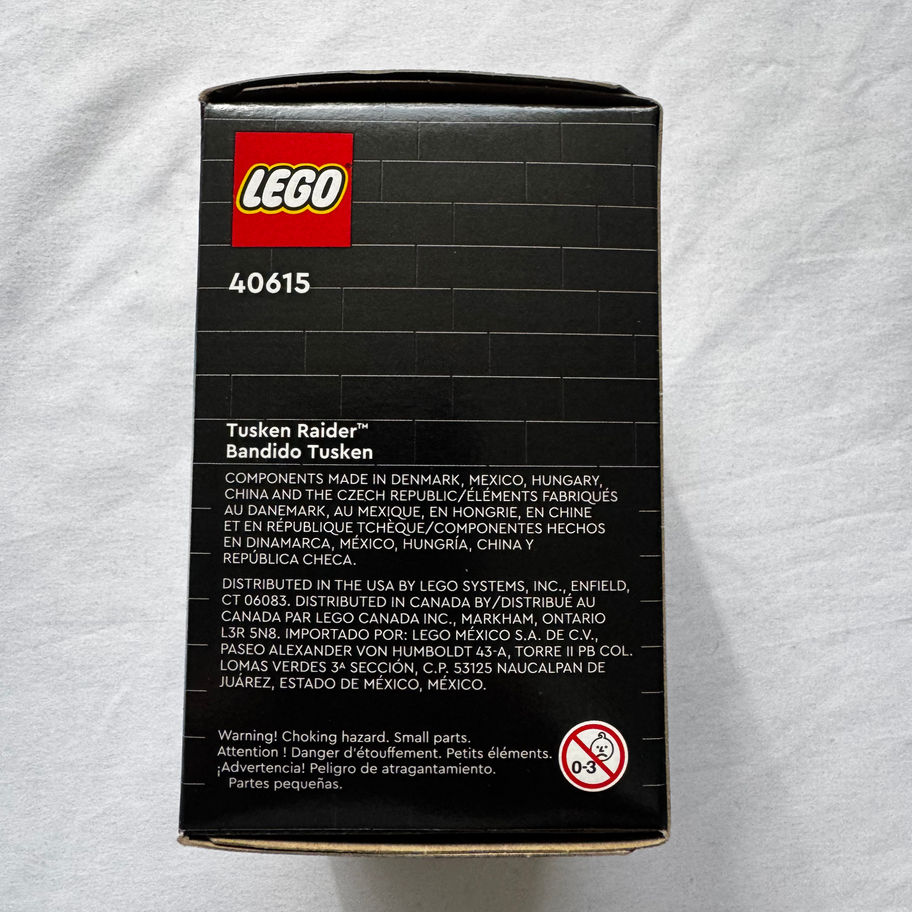 LEGO
40615
Tusken Raider™
Bandido Tusken
COMPONENTS MADE IN DENMARK, MEXICO, HUNGARY,
CHINA AND THE CZECH REPUBLIC/ÉLÉMENTS FABRIQUÉS
AU DANEMARK, AU MEXIQUE, EN HONGRIE, EN CHINE
ET EN RÉPUBLIQUE TCHÈQUE/COMPONENTES HECHOS
EN DINAMARCA, MÉXICO, HUNGRÍA, CHINA Y
REPÚBLICA CHECA.
DISTRIBUTED IN THE USA BY LEGO SYSTEMS, INC., ENFIELD,
CT 06083. DISTRIBUTED IN CANADA BY/DISTRIBUÉ AU
CANADA PAR LEGO CANADA INC., MARKHAM, ONTARIO
L3R 5N8. IMPORTADO POR: LEGO MÉXICO S.A. DE C.V.,
PASEO ALEXANDER VON HUMBOLDT 43-A, TORRE II PB COL.
LOMAS VERDES 3ᴬ SECCIÓN, C.P. 53125 NAUCALPAN DE
JUÁREZ, ESTADO DE MÉXICO, MÉXICO.
Warning! Choking hazard. Small parts.
Attention ! Danger d'étouffement. Petits éléments.
¡Advertencia! Peligro de atragantamiento.
Partes pequeñas.
0-3